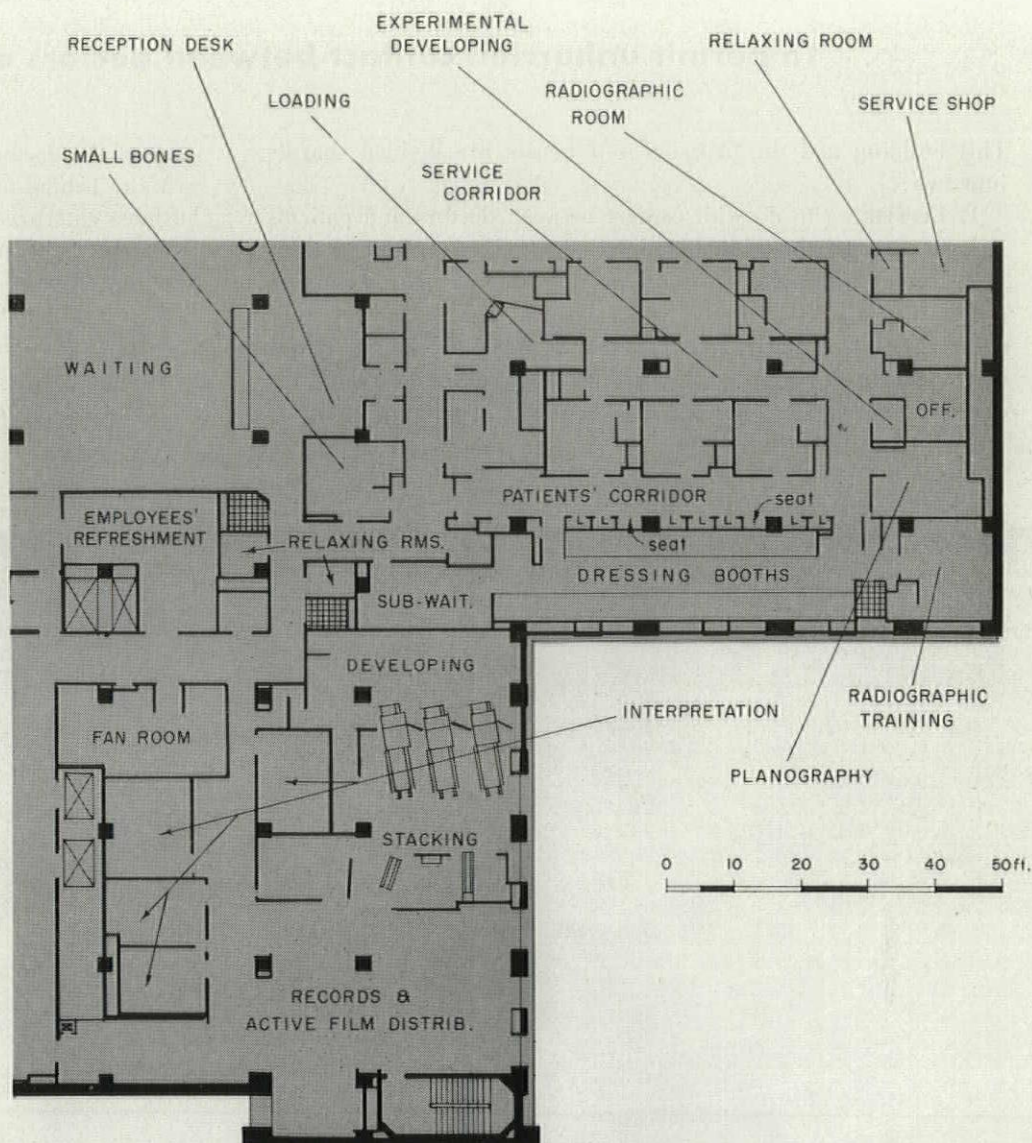 EXPERIMENTAL
DEVELOPING
RECEPTION DESK
RELAXING ROOM
LOADING
RADIOGRAPHIC
ROOM
SERVICE SHOP
SMALL BONES
SERVICE
CORRIDOR
WAITING
OFF.
PATIENTS' CORRIDOR
seat
seat
EMPLOYEES'
REFRESHMENT
RELAXING RMS.
DRESSING BOOTHS
SUB-WAIT.
DEVELOPING
RADIOGRAPHIC
TRAINING
INTERPRETATION
FAN ROOM
PLANOGRAPHY
STACKING
0 10 20 30 40 50 ft.
RECORDS &
ACTIVE FILM DISTRIB.